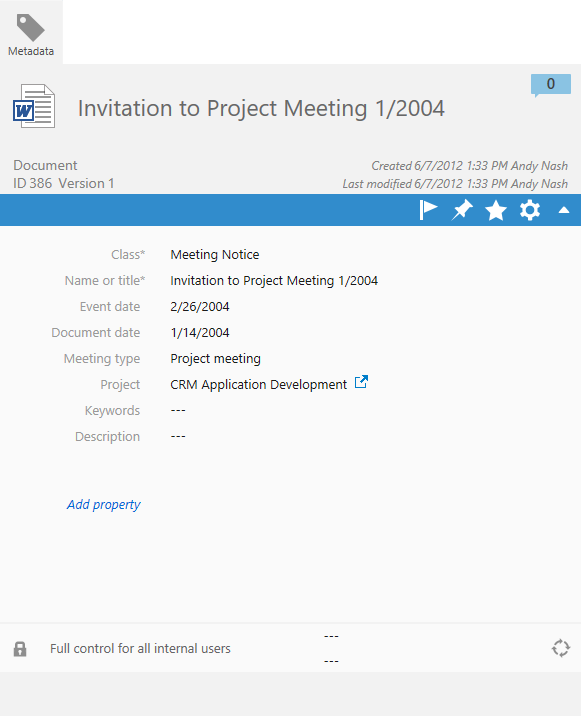 Metadata
0
W
Invitation to Project Meeting 1/2004
Document Created 6/7/2012 1:33 PM Andy Nash
ID 386 Version 1 Last modified 6/7/2012 1:33 PM Andy Nash
Class* Meeting Notice
Name or title* Invitation to Project Meeting 1/2004
Event date 2/26/2004
Document date 1/14/2004
Meeting type Project meeting
Project CRM Application Development
Keywords ---
Description ---
Add property
---
Full control for all internal users
---